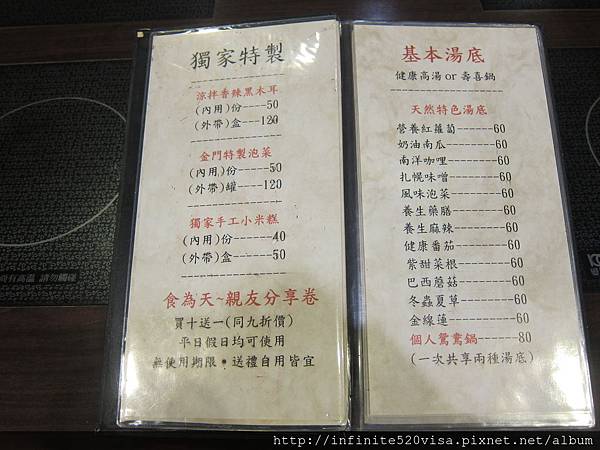 獨家特製
涼拌香辣黑木耳
(內用)份-----50
(外帶)盒---120
金門特製泡菜
(內用)份-----50
(外帶)罐----120
獨家手工小米糕
(內用)份------40
(外帶)盒------50
食為天~親友分享卷
買十送一(同九折價)
平日假日均可使用
無使用期限。送禮自用皆宜
基本湯底
健康高湯or壽喜鍋
天然特色湯底
營養紅蘿蔔-------60
奶油南瓜---------60
南洋咖哩---------60
扎幌味噌---------60
風味泡菜---------60
養生藥膳---------60
養生麻辣---------60
健康番茄---------60
紫甜菜根---------60
巴西蘑菇---------60
冬蟲夏草---------60
金線蓮-----------60
個人鴛鴦鍋-------80
(一次共享兩種湯底)
請勿觸碰
http://infinite520visa.pixnet.net/album